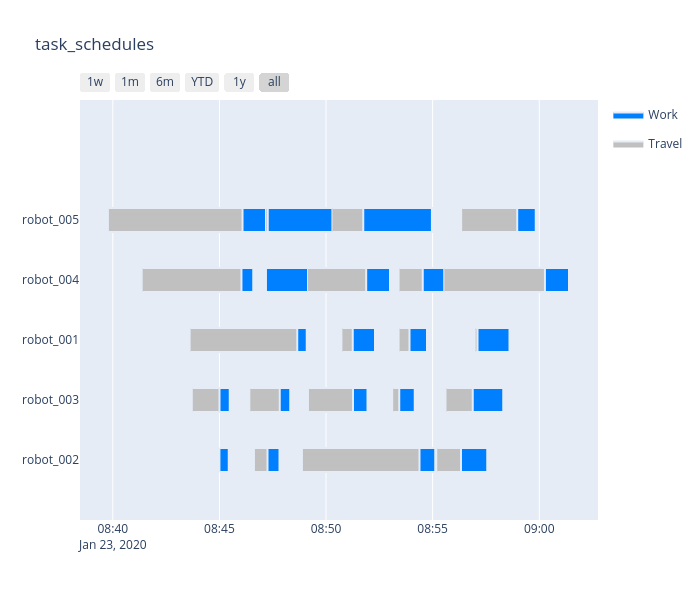 task_schedules
1w 1m 6m YTD 1y all
Work
Travel
robot_005
robot_004
robot_001
robot_003
robot_002
08:40 08:45 08:50 08:55 09:00
Jan 23, 2020